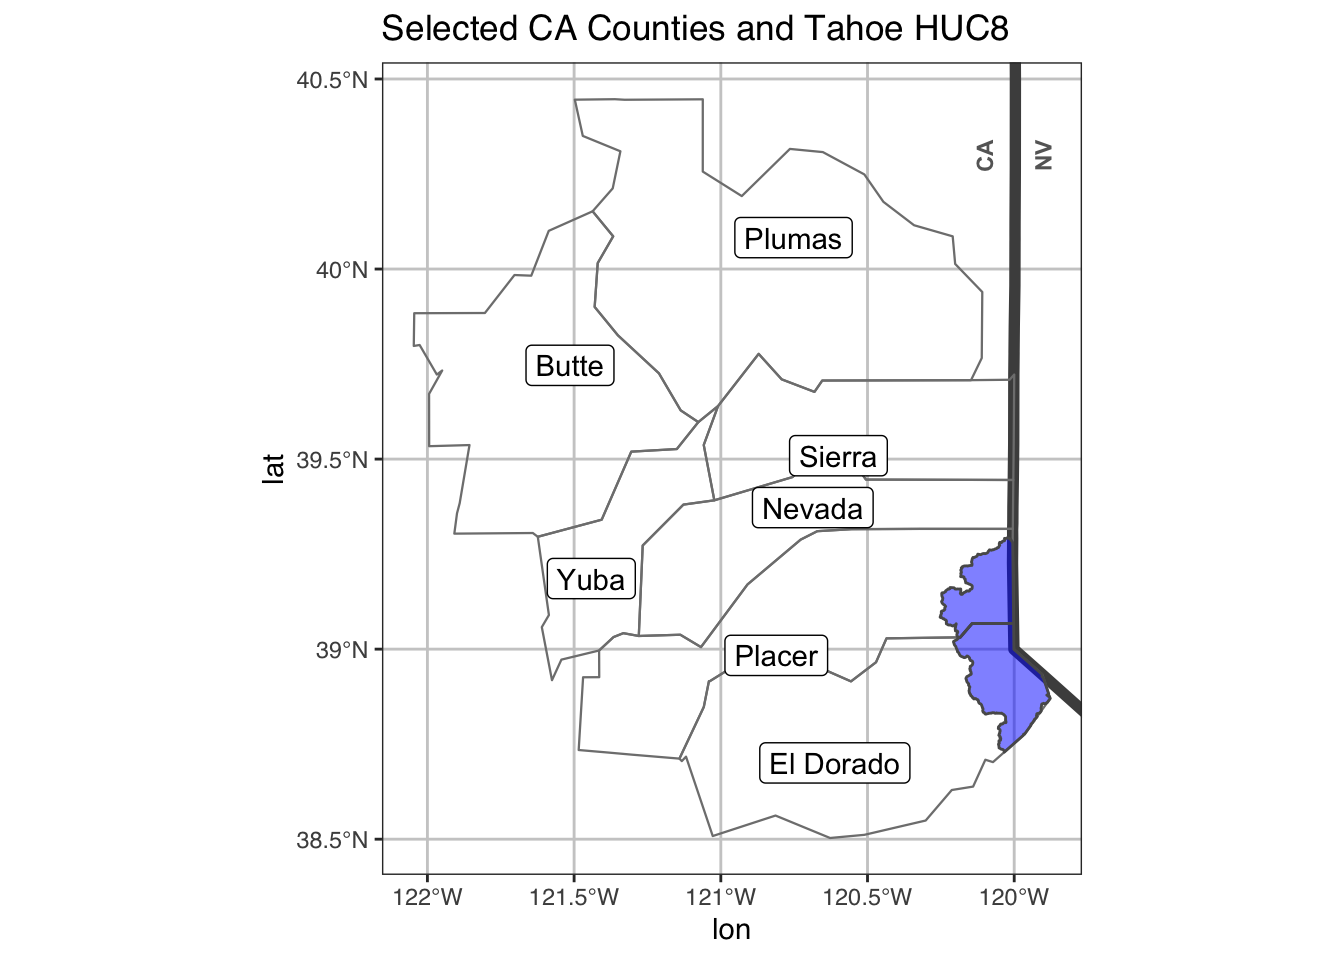 Selected CA Counties and Tahoe HUC8
40.5°N
CA
NV
Plumas
40°N
Butte
Sierra
39.5°N
lat
Nevada
Yuba
39°N
Placer
El Dorado
38.5°N
122°W
121.5°W
121°W
120.5°W
120°W
lon